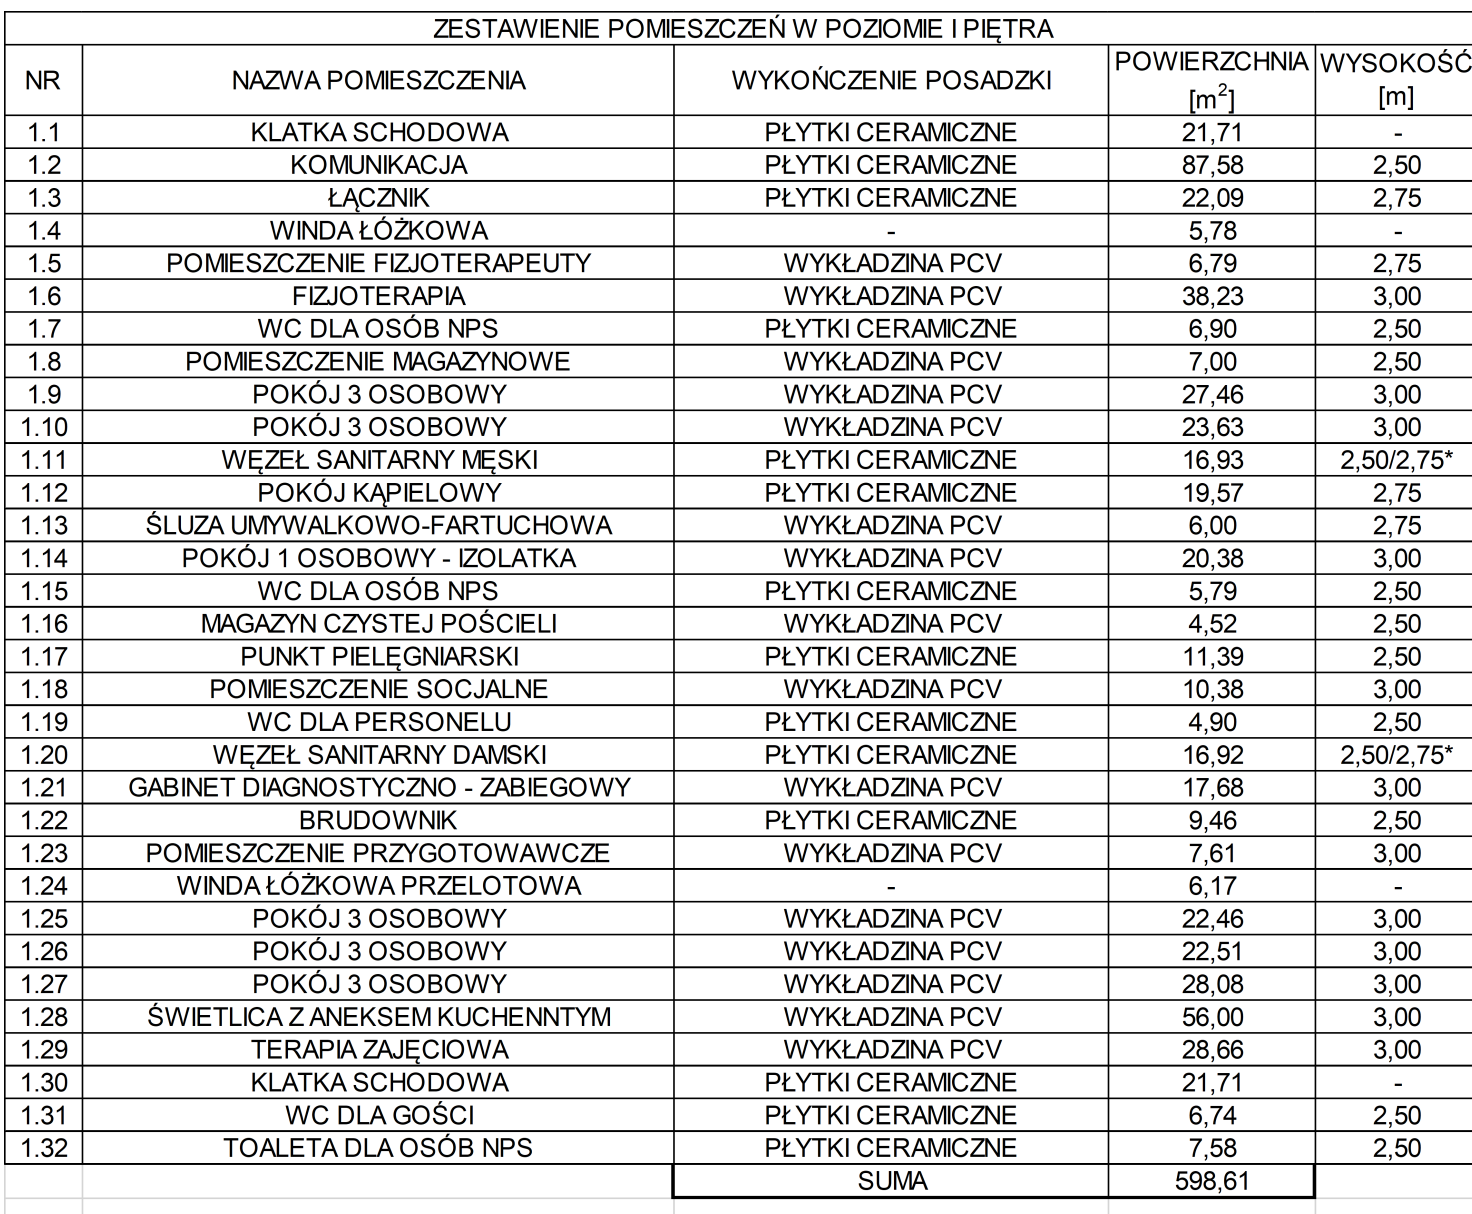 ZESTAWIENIE POMIESZCZEŃ W POZIOMIE I PIĘTRA
NR NAZWA POMIESZCZENIA WYKOŃCZENIE POSADZKI POWIERZCHNIA [m²] WYSOKOŚĆ [m]
1.1 KLATKA SCHODOWA PŁYTKI CERAMICZNE 21,71 -
1.2 KOMUNIKACJA PŁYTKI CERAMICZNE 87,58 2,50
1.3 ŁĄCZNIK PŁYTKI CERAMICZNE 22,09 2,75
1.4 WINDA ŁÓŻKOWA - 5,78 -
1.5 POMIESZCZENIE FIZJOTERAPEUTY WYKŁADZINA PCV 6,79 2,75
1.6 FIZJOTERAPIA WYKŁADZINA PCV 38,23 3,00
1.7 WC DLA OSÓB NPS PŁYTKI CERAMICZNE 6,90 2,50
1.8 POMIESZCZENIE MAGAZYNOWE WYKŁADZINA PCV 7,00 2,50
1.9 POKÓJ 3 OSOBOWY WYKŁADZINA PCV 27,46 3,00
1.10 POKÓJ 3 OSOBOWY WYKŁADZINA PCV 23,63 3,00
1.11 WĘZEŁ SANITARNY MĘSKI PŁYTKI CERAMICZNE 16,93 2,50/2,75*
1.12 POKÓJ KĄPIELOWY PŁYTKI CERAMICZNE 19,57 2,75
1.13 ŚLUZA UMYWALKOWO-FARTUCHOWA WYKŁADZINA PCV 6,00 2,75
1.14 POKÓJ 1 OSOBOWY - IZOLATKA WYKŁADZINA PCV 20,38 3,00
1.15 WC DLA OSÓB NPS PŁYTKI CERAMICZNE 5,79 2,50
1.16 MAGAZYN CZYSTEJ POŚCIELI WYKŁADZINA PCV 4,52 2,50
1.17 PUNKT PIELĘGNIARSKI PŁYTKI CERAMICZNE 11,39 2,50
1.18 POMIESZCZENIE SOCJALNE WYKŁADZINA PCV 10,38 3,00
1.19 WC DLA PERSONELU PŁYTKI CERAMICZNE 4,90 2,50
1.20 WĘZEŁ SANITARNY DAMSKI PŁYTKI CERAMICZNE 16,92 2,50/2,75*
1.21 GABINET DIAGNOSTYCZNO - ZABIEGOWY WYKŁADZINA PCV 17,68 3,00
1.22 BRUDOWNIK PŁYTKI CERAMICZNE 9,46 2,50
1.23 POMIESZCZENIE PRZYGOTOWAWCZE WYKŁADZINA PCV 7,61 3,00
1.24 WINDA ŁÓŻKOWA PRZELOTOWA - 6,17 -
1.25 POKÓJ 3 OSOBOWY WYKŁADZINA PCV 22,46 3,00
1.26 POKÓJ 3 OSOBOWY WYKŁADZINA PCV 22,51 3,00
1.27 POKÓJ 3 OSOBOWY WYKŁADZINA PCV 28,08 3,00
1.28 ŚWIETLICA Z ANEKSEM KUCHENNTYM WYKŁADZINA PCV 56,00 3,00
1.29 TERAPIA ZAJĘCIOWA WYKŁADZINA PCV 28,66 3,00
1.30 KLATKA SCHODOWA PŁYTKI CERAMICZNE 21,71 -
1.31 WC DLA GOŚCI PŁYTKI CERAMICZNE 6,74 2,50
1.32 TOALETA DLA OSÓB NPS PŁYTKI CERAMICZNE 7,58 2,50
SUMA 598,61